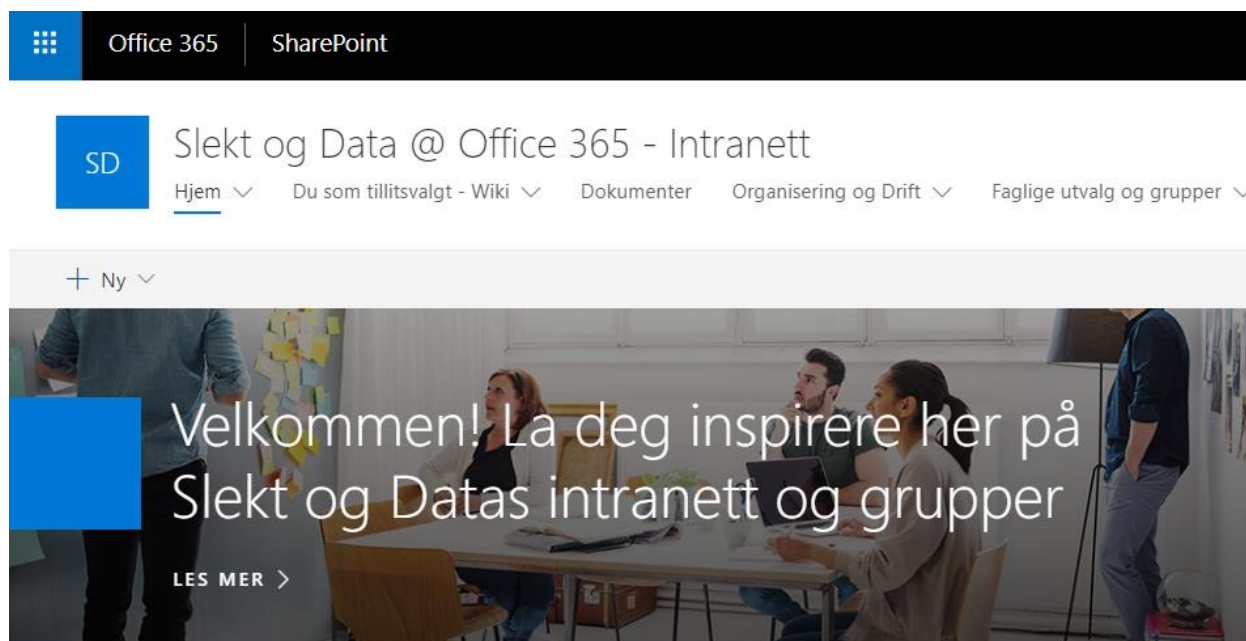 Office 365 SharePoint
SD
Slekt og Data @ Office 365 - Intranett
Hjem Du som tillitsvalgt - Wiki Dokumenter Organisering og Drift Faglige utvalg og grupper
+ Ny
Velkommen! La deg inspirere her på
Slekt og Datas intranett og grupper
LES MER >